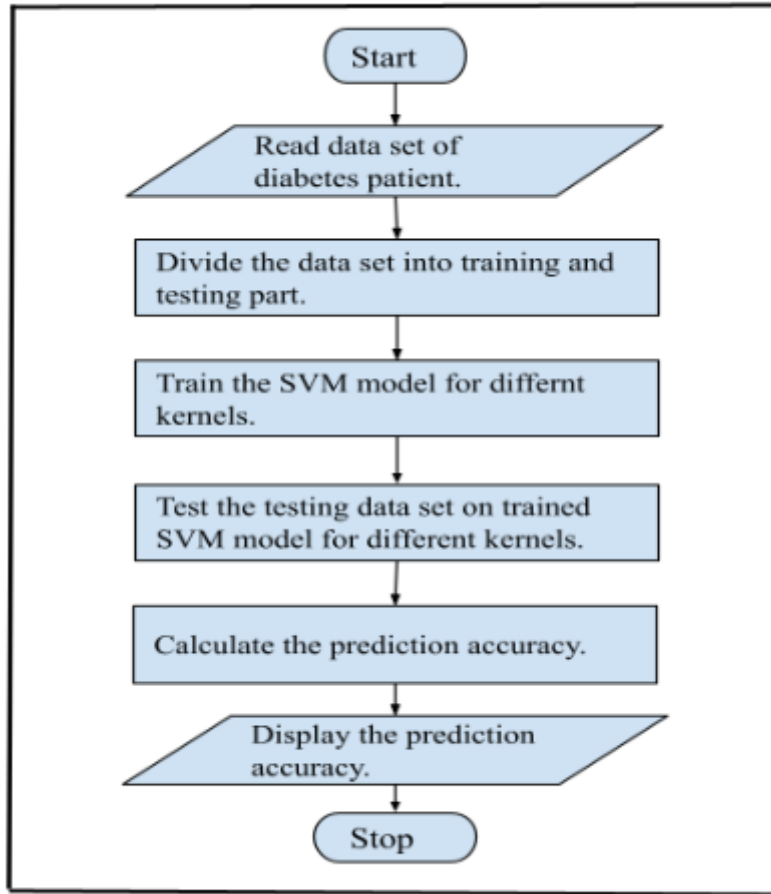 Start
Read data set of
diabetes patient.
Divide the data set into training and
testing part.
Train the SVM model for differnt
kernels.
Test the testing data set on trained
SVM model for different kernels.
Calculate the prediction accuracy.
Display the prediction
accuracy.
Stop